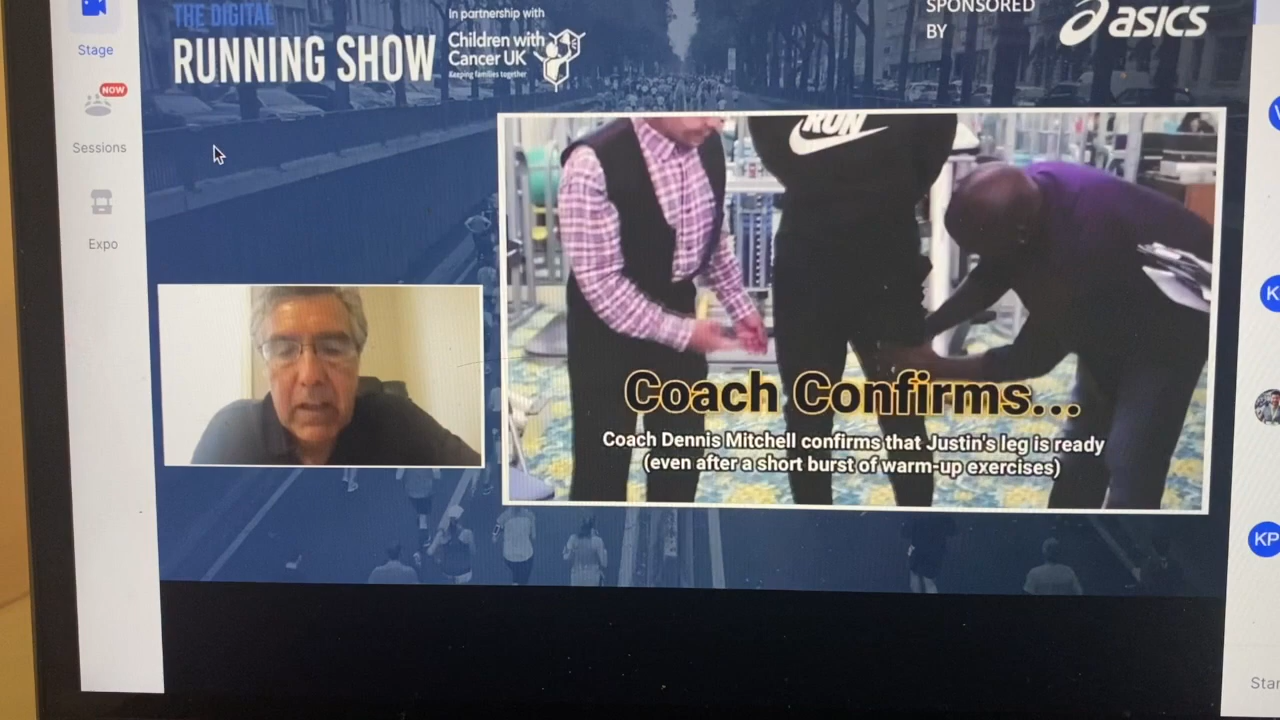 Stage
NOW
Sessions
Expo
THE DIGITAL
RUNNING SHOW
In partnership with
Children with
Cancer UK
Keeping families together
SPONSORED
BY
asics
RUN
Coach Confirms...
Coach Dennis Mitchell confirms that Justin's leg is ready
(even after a short burst of warm-up exercises)
K
KP